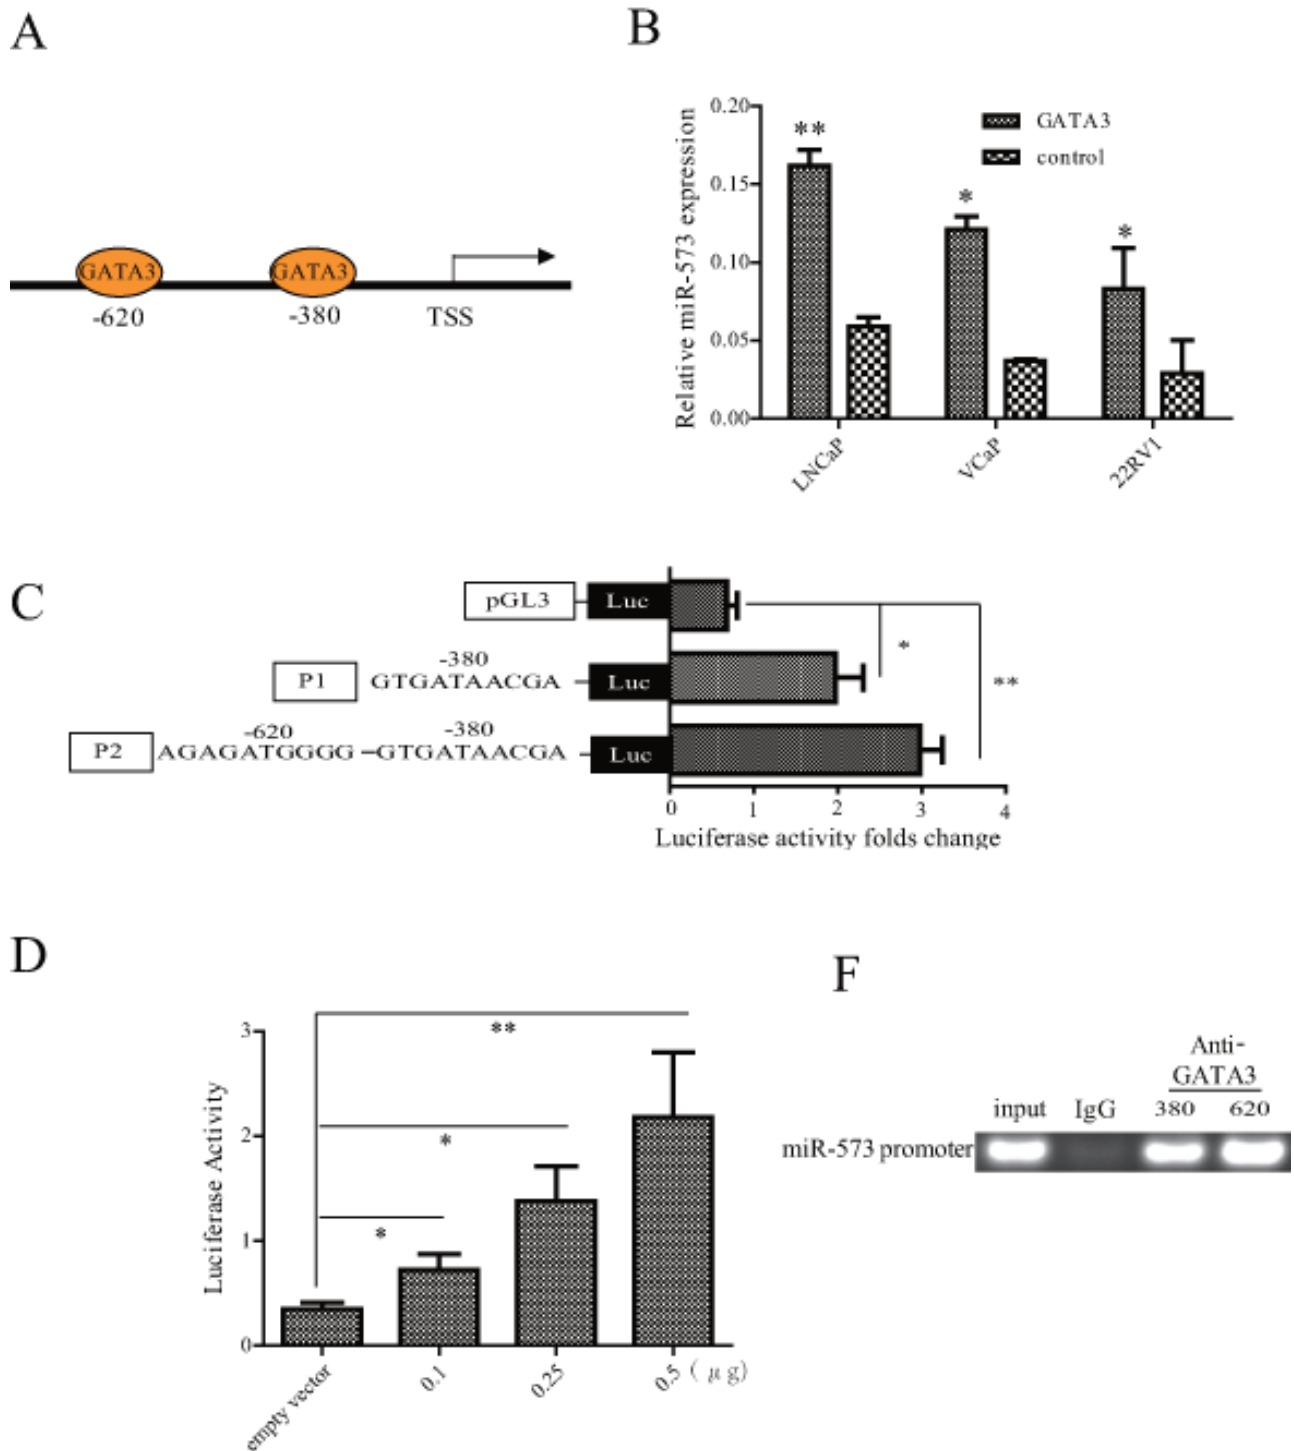 A
GATA3 GATA3
-620 -380 TSS
B
Relative miR-573 expression
0.20
0.15
0.10
0.05
0.00
** * *
GATA3
control
LNCaP VCaP 22RV1
C
pGL3 Luc
P1 -380
GTGATAACGA Luc
P2 -620 -380
AGAGATGGGG –GTGATAACGA Luc
*
**
0 1 2 3 4
Luciferase activity folds change
D
Luciferase Activity
3
2
1
0
**
*
*
empty vector 0.1 0.25 0.5 ( μg)
F
Anti-
GATA3
input IgG 380 620
miR-573 promoter